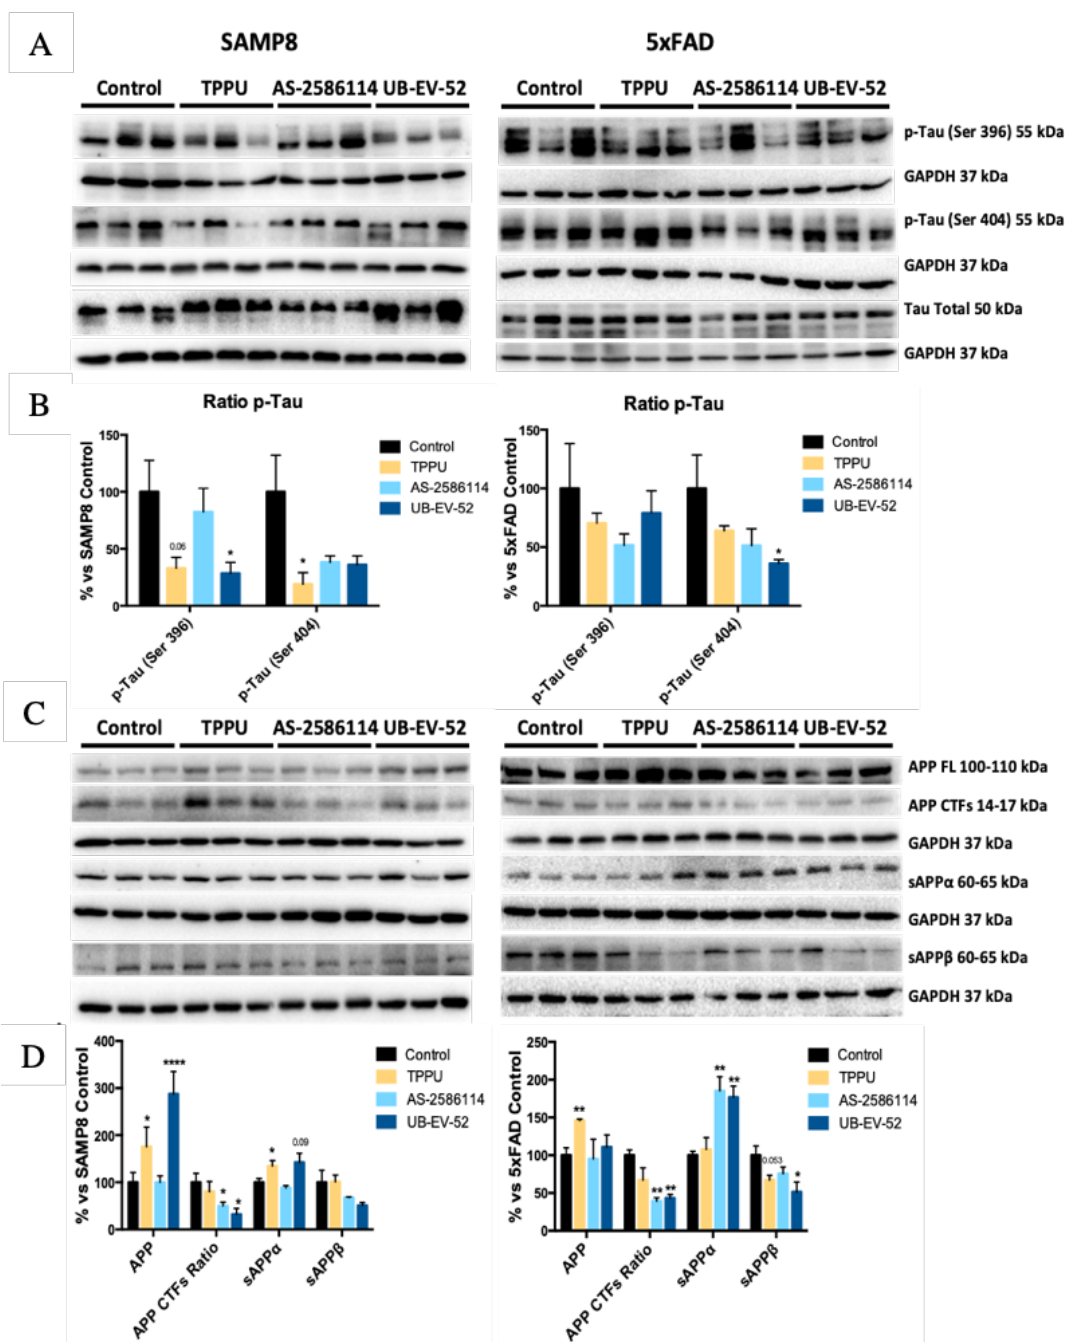 A
SAMP8
5xFAD
Control TPPU AS-2586114 UB-EV-52
Control TPPU AS-2586114 UB-EV-52
p-Tau (Ser 396) 55 kDa
GAPDH 37 kDa
p-Tau (Ser 404) 55 kDa
GAPDH 37 kDa
Tau Total 50 kDa
GAPDH 37 kDa
B
Ratio p-Tau
% vs SAMP8 Control
150
100
50
0
0.06
*
*
Control
TPPU
AS-2586114
UB-EV-52
p-Tau (Ser 396)
p-Tau (Ser 404)
Ratio p-Tau
% vs 5xFAD Control
150
100
50
0
*
Control
TPPU
AS-2586114
UB-EV-52
p-Tau (Ser 396)
p-Tau (Ser 404)
C
Control TPPU AS-2586114 UB-EV-52
Control TPPU AS-2586114 UB-EV-52
APP FL 100-110 kDa
APP CTFs 14-17 kDa
GAPDH 37 kDa
sAPPα 60-65 kDa
GAPDH 37 kDa
sAPPβ 60-65 kDa
GAPDH 37 kDa
D
% vs SAMP8 Control
400
300
200
100
0
*
****
*
*
*
0.09
Control
TPPU
AS-2586114
UB-EV-52
APP
APP CTFs Ratio
sAPPα
sAPPβ
% vs 5xFAD Control
250
200
150
100
50
0
**
**
**
**
**
0.053
*
Control
TPPU
AS-2586114
UB-EV-52
APP
APP CTFs Ratio
sAPPα
sAPPβ